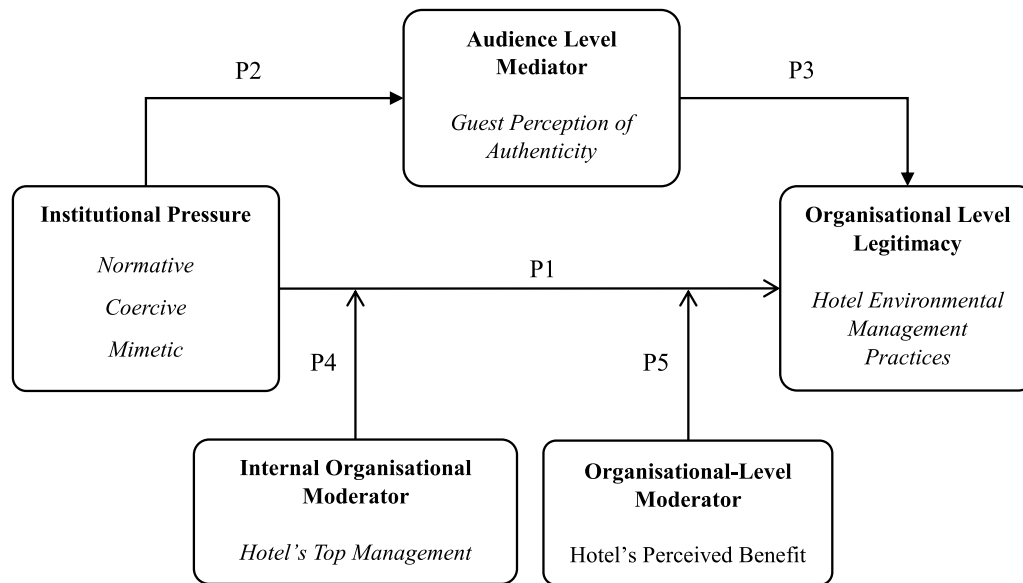 Audience Level
Mediator
Guest Perception of
Authenticity
P2
P3
Institutional Pressure
Normative
Coercive
Mimetic
P1
Organisational Level
Legitimacy
Hotel Environmental
Management
Practices
P4
P5
Internal Organisational
Moderator
Hotel’s Top Management
Organisational-Level
Moderator
Hotel’s Perceived Benefit